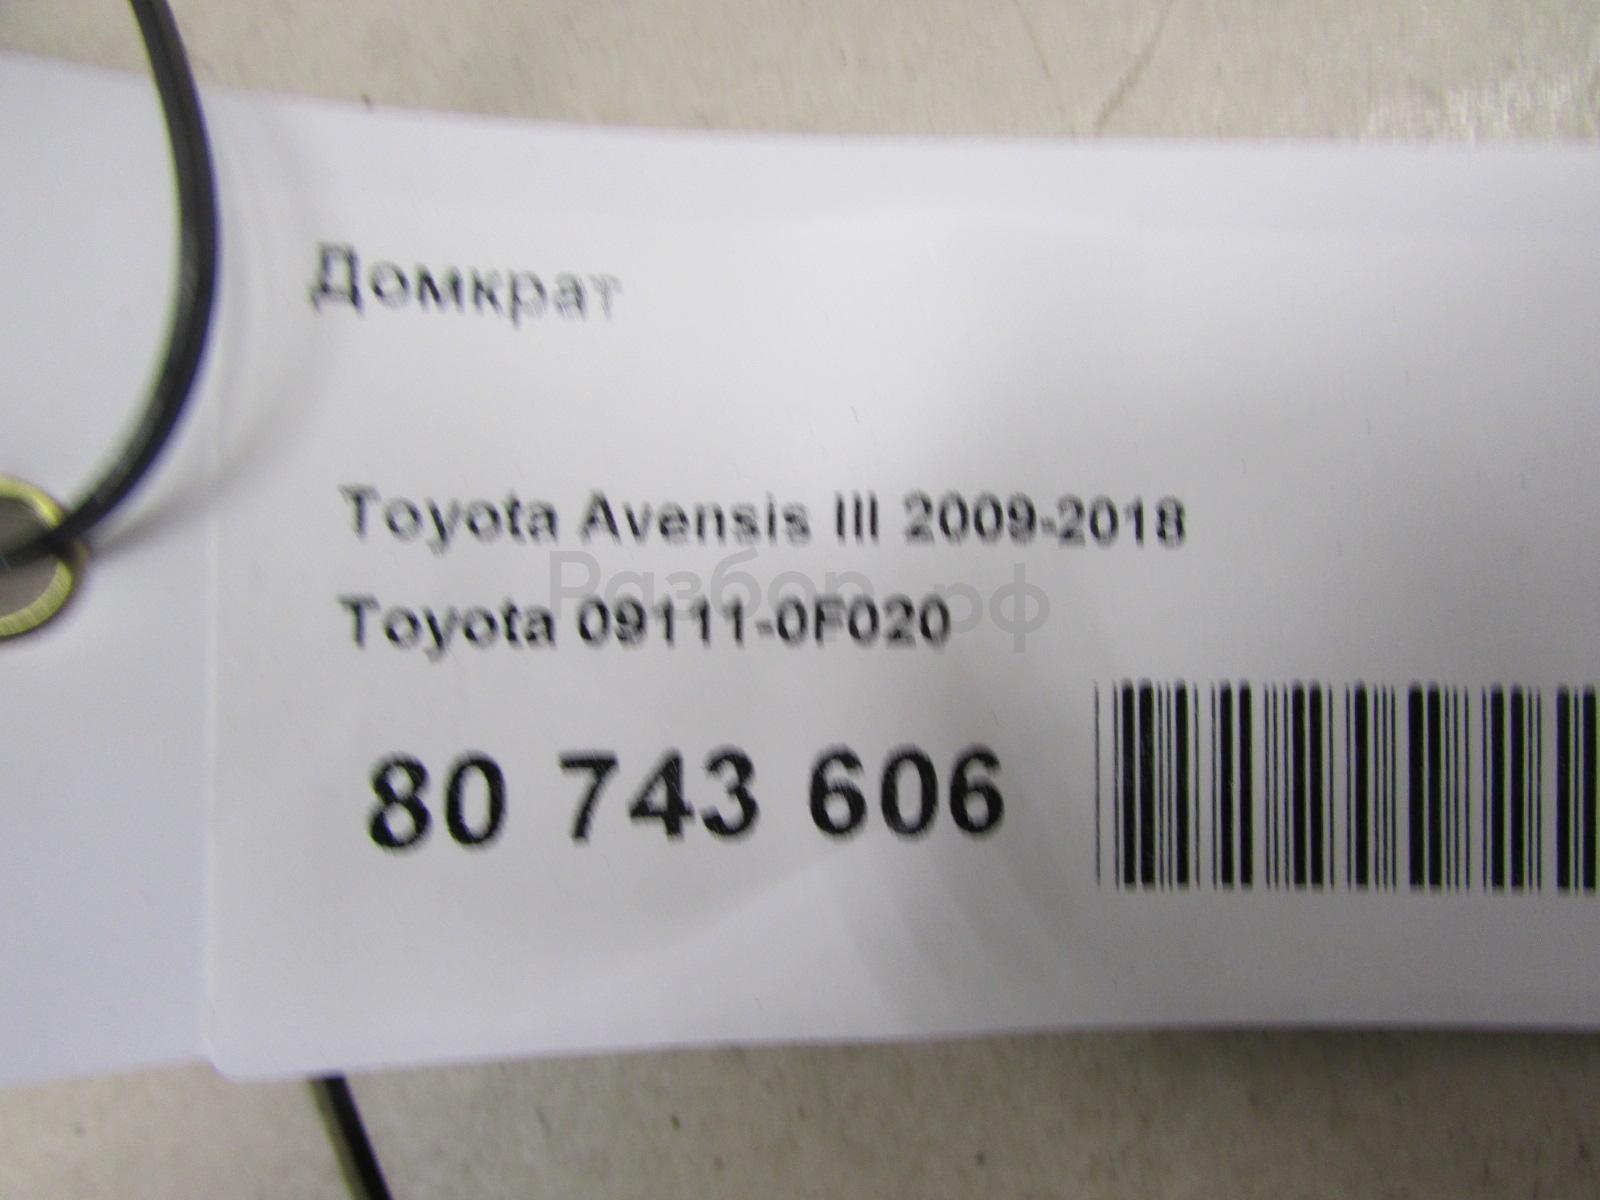 Домкрат
Toyota Avensis III 2009-2018
Разбор.рф
Toyota 09111-0F020
80 743 606